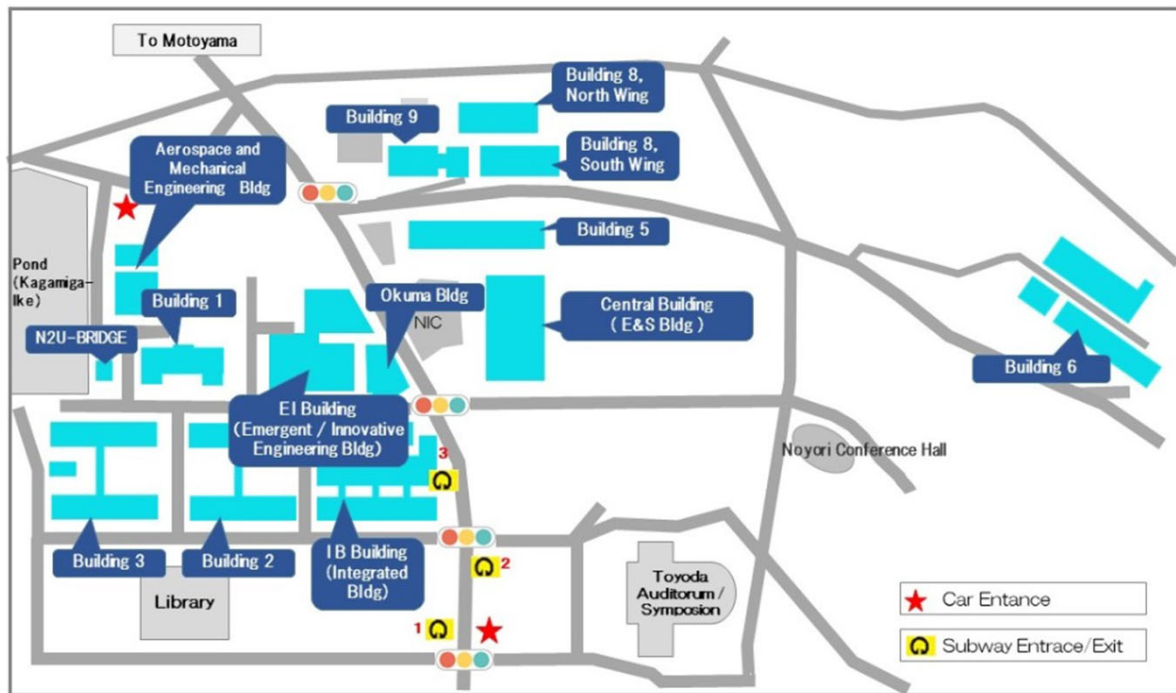 To Motoyama
Building 8,
North Wing
Building 9
Building 8,
South Wing
Aerospace and
Mechanical
Engineering Bldg
Building 5
Pond
(Kagamiga-
Ike)
Building 1
Okuma Bldg
NIC
Central Building
( E&S Bldg )
N2U-BRIDGE
Building 6
EI Building
(Emergent / Innovative
Engineering Bldg)
3
Noyori Conference Hall
Building 3
Building 2
IB Building
(Integrated
Bldg)
2
Library
Toyoda
Auditorium /
Symposion
1
Car Entance
Subway Entrace/Exit